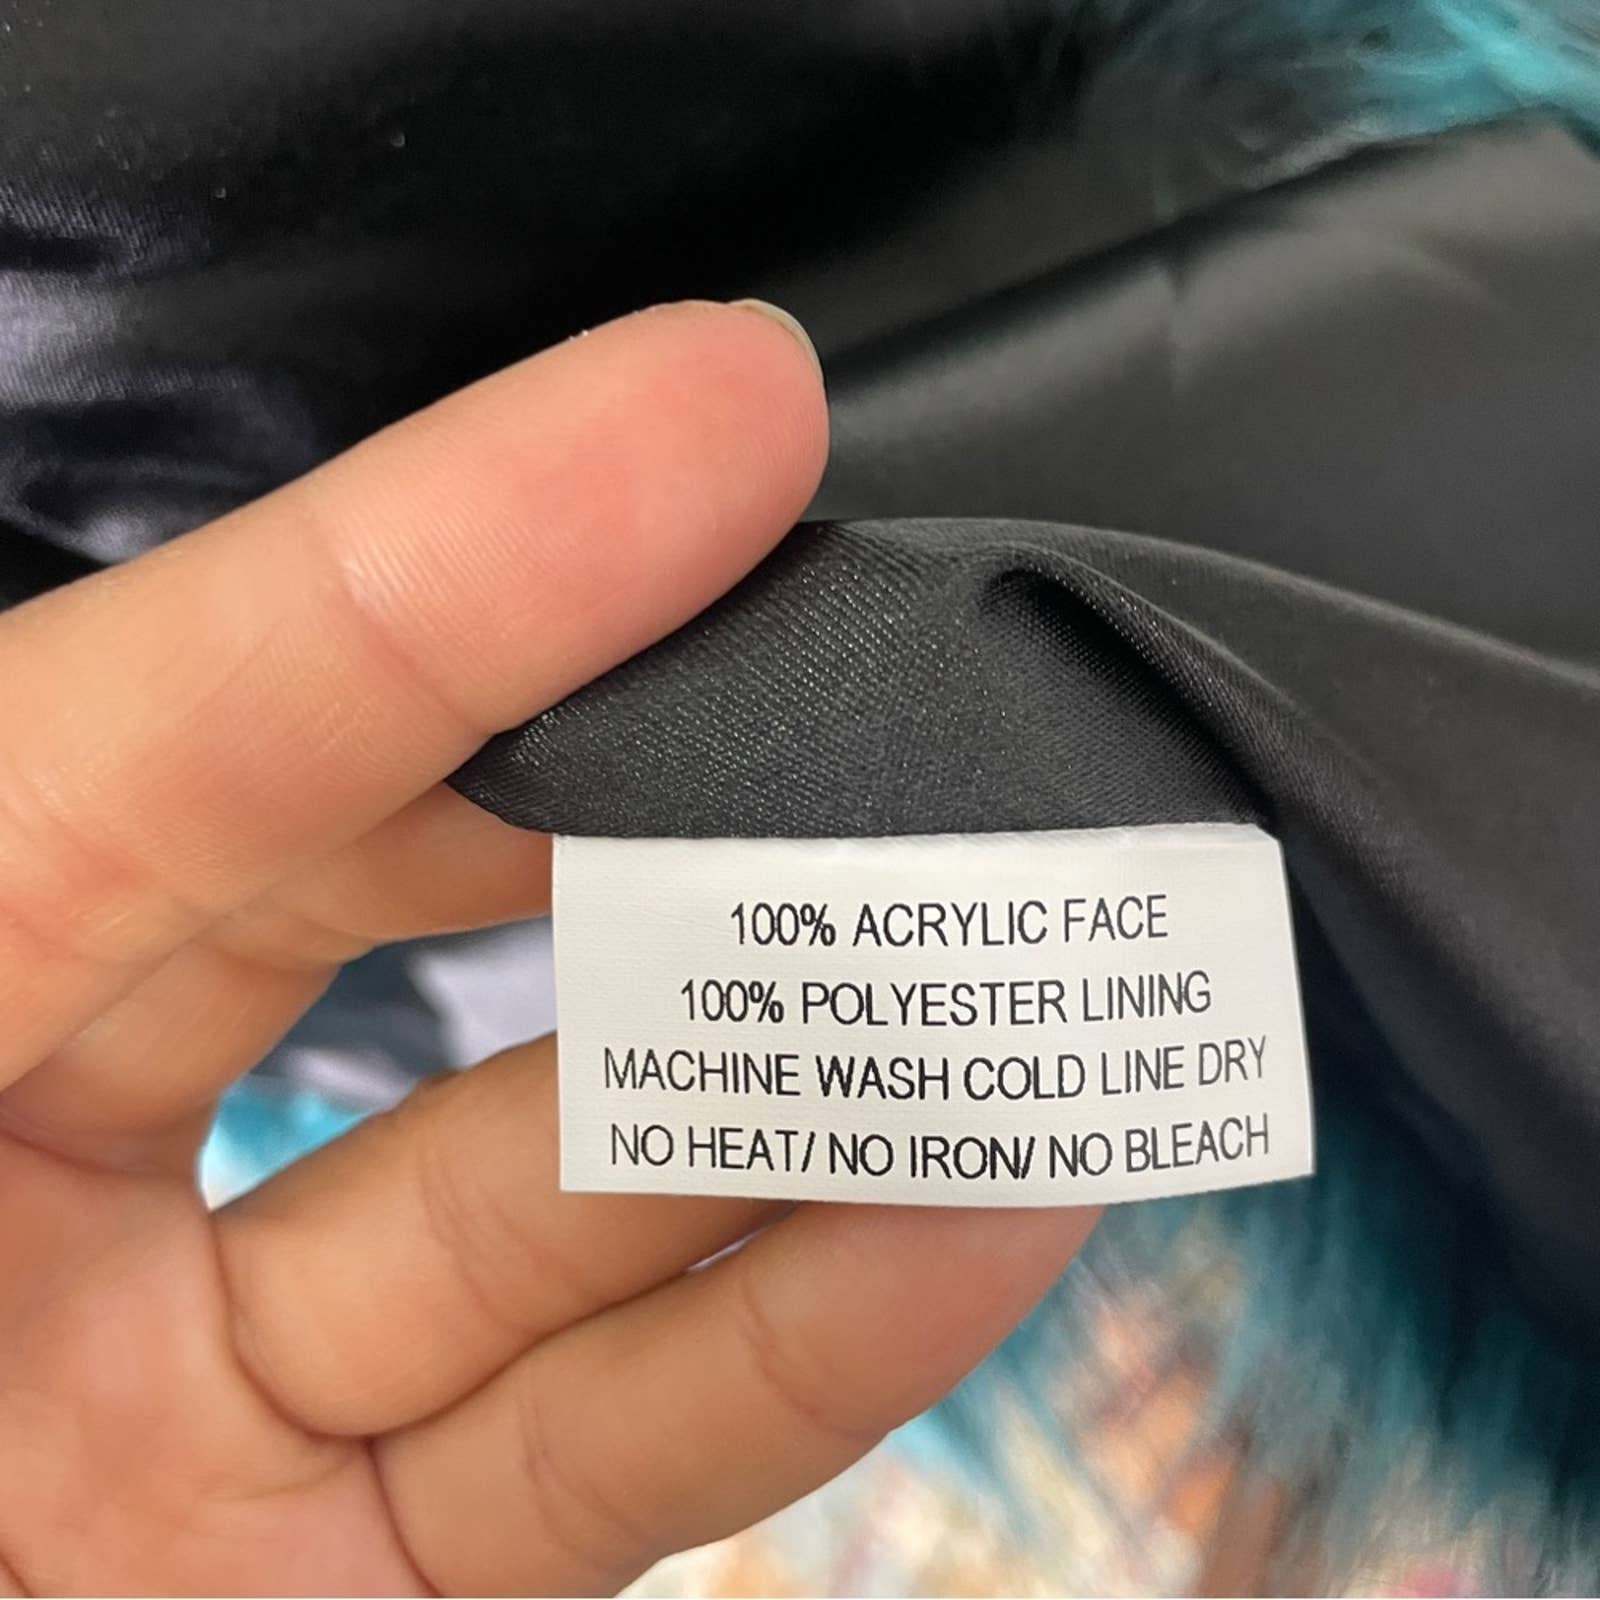 100% ACRYLIC FACE
100% POLYESTER LINING
MACHINE WASH COLD LINE DRY
NO HEAT/ NO IRON/ NO BLEACH